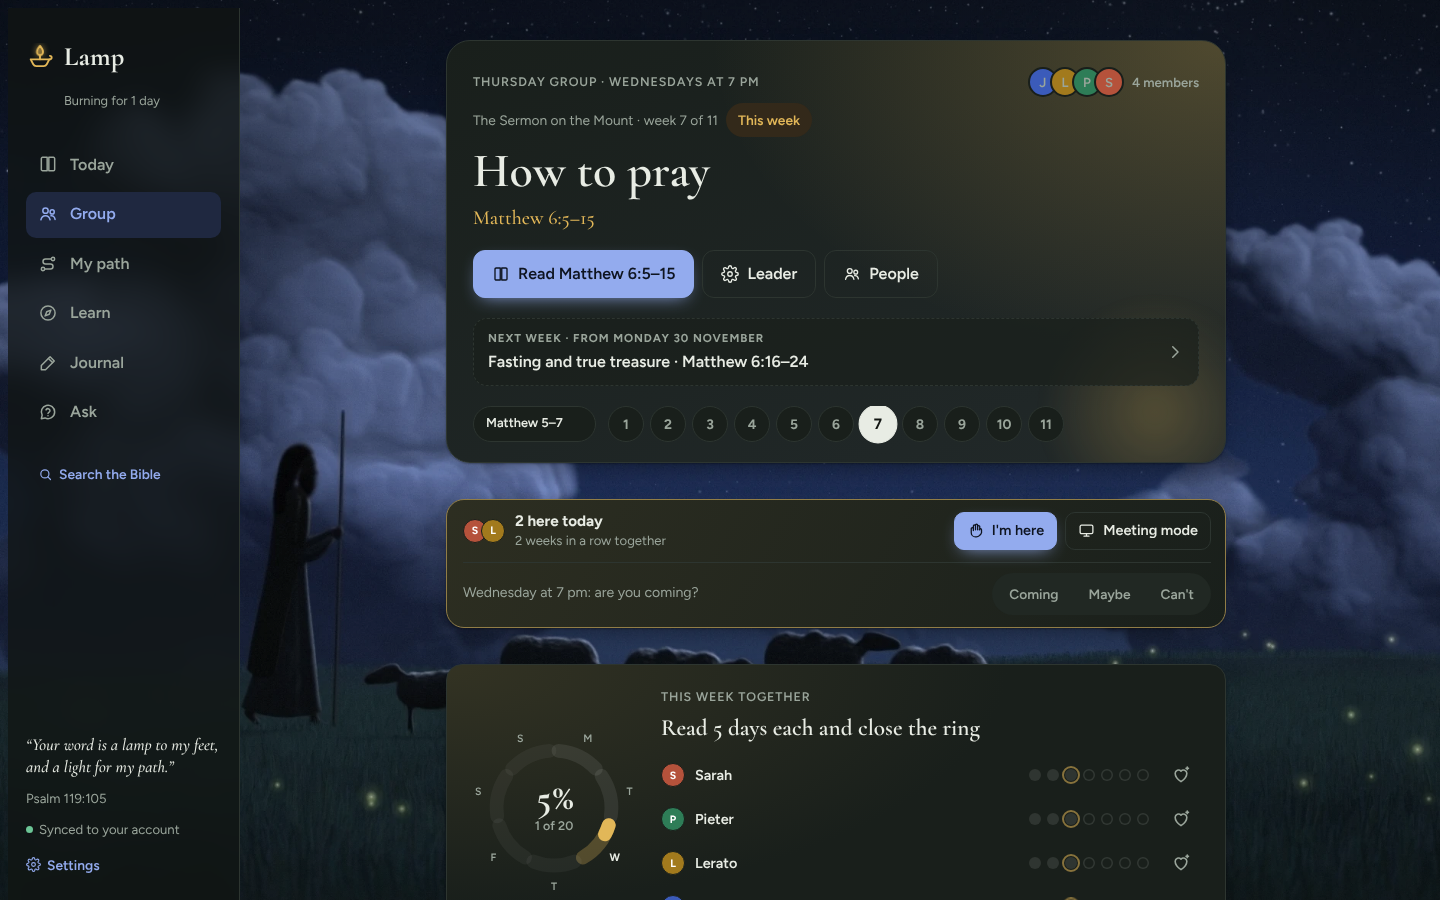 Lamp
Burning for 1 day
Today
Group
My path
Learn
Journal
Ask
Search the Bible
“Your word is a lamp to my feet,
and a light for my path.”
Psalm 119:105
Synced to your account
Settings
THURSDAY GROUP · WEDNESDAYS AT 7 PM
J L P S 4 members
The Sermon on the Mount · week 7 of 11 This week
How to pray
Matthew 6:5–15
Read Matthew 6:5–15 Leader People
NEXT WEEK · FROM MONDAY 30 NOVEMBER
Fasting and true treasure · Matthew 6:16–24
Matthew 5–7 1 2 3 4 5 6 7 8 9 10 11
S L 2 here today
2 weeks in a row together
I'm here Meeting mode
Wednesday at 7 pm: are you coming? Coming Maybe Can't
S M T W T F S
5%
1 of 20
THIS WEEK TOGETHER
Read 5 days each and close the ring
S Sarah
P Pieter
L Lerato